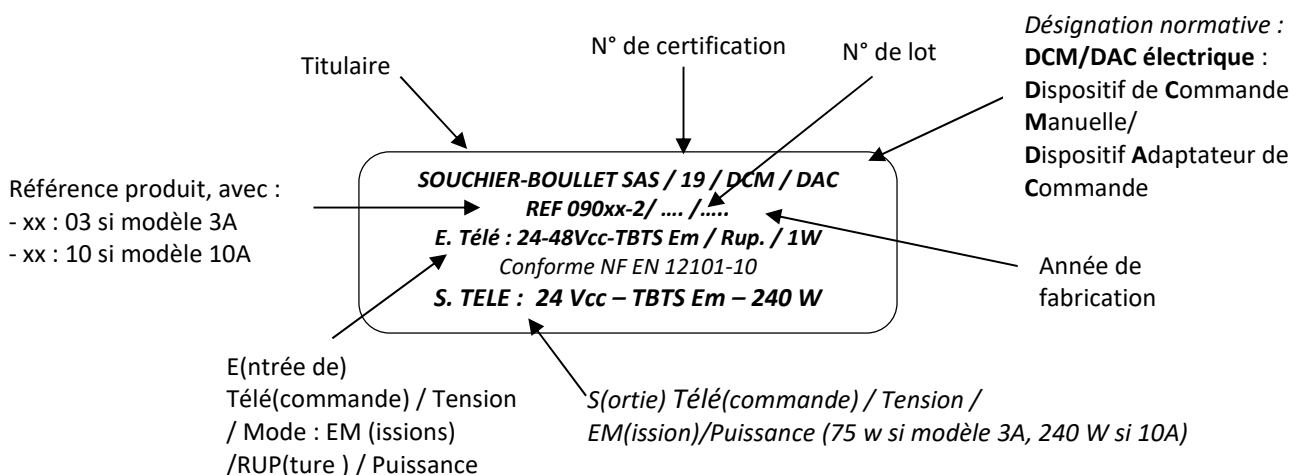 Désignation normative :
DCM/DAC électrique :
Dispositif de Commande
Manuelle/
Dispositif Adaptateur de
Commande
N° de certification
N° de lot
Titulaire
Référence produit, avec :
- xx : 03 si modèle 3A
- xx : 10 si modèle 10A
SOUCHIER-BOULLET SAS / 19 / DCM / DAC
REF 090xx-2/ .... /.....
E. Télé : 24-48Vcc-TBTS Em / Rup. / 1W
Conforme NF EN 12101-10
S. TELE : 24 Vcc – TBTS Em – 240 W
Année de
fabrication
E(ntrée de)
Télé(commande) / Tension
/ Mode : EM (issions)
/RUP(ture ) / Puissance
S(ortie) Télé(commande) / Tension /
EM(ission)/Puissance (75 w si modèle 3A, 240 W si 10A)